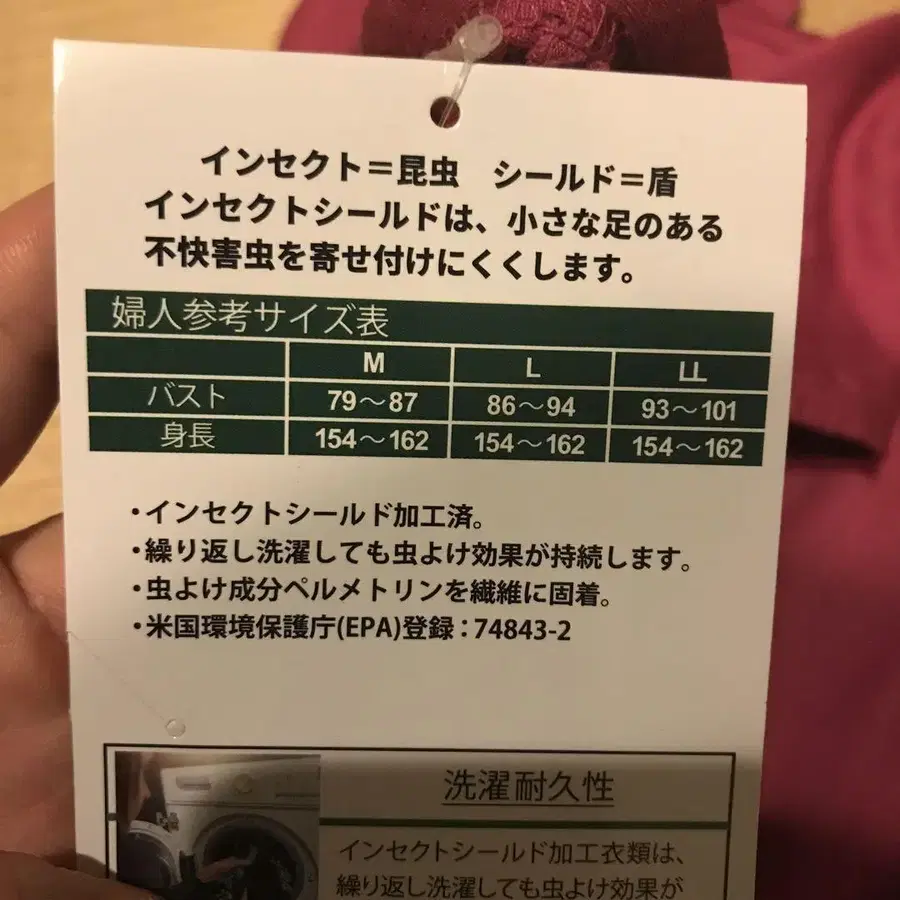 インセクト＝昆虫　シールド＝盾
インセクトシールドは、小さな足のある
不快害虫を寄せ付けにくくします。
婦人参考サイズ表
M L LL
バスト 79～87 86～94 93～101
身長 154～162 154～162 154～162
・インセクトシールド加工済。
・繰り返し洗濯しても虫よけ効果が持続します。
・虫よけ成分ペルメトリンを繊維に固着。
・米国環境保護庁(EPA)登録：74843-2
洗濯耐久性
インセクトシールド加工衣類は、
繰り返し洗濯しても虫よけ効果が